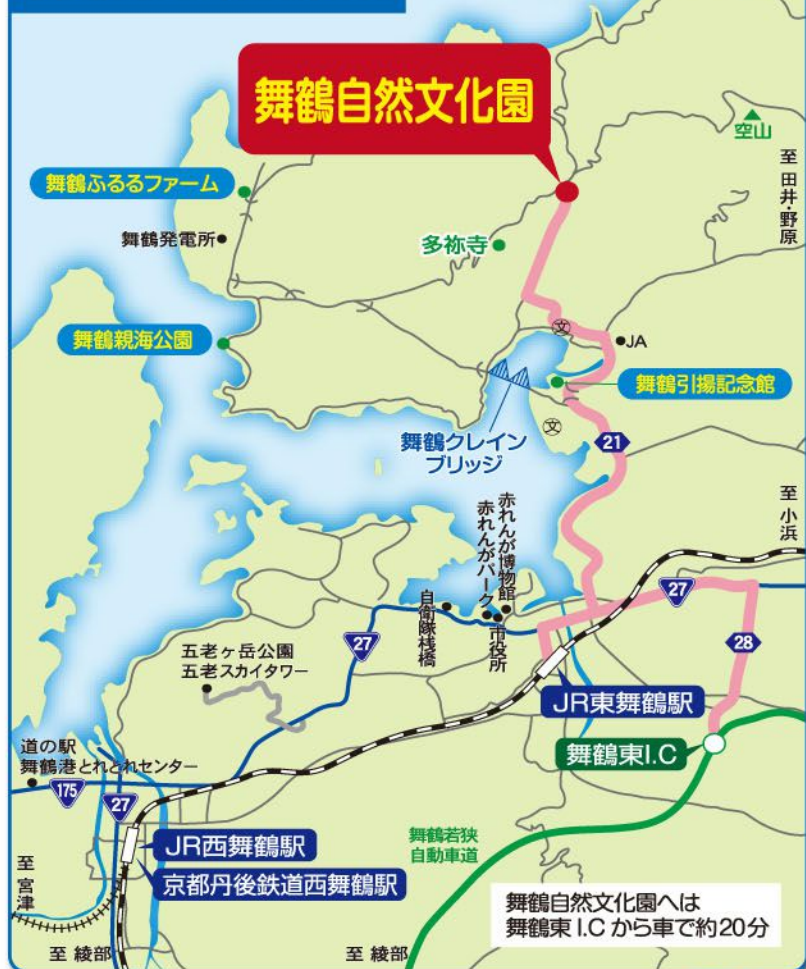 舞鶴自然文化園
空山
至 田井・野原
舞鶴ふるるファーム
舞鶴発電所
多祢寺
文
JA
舞鶴親海公園
舞鶴引揚記念館
文
舞鶴クレイン
ブリッジ
21
至 小浜
赤れんが博物館
赤れんがパーク
市役所
自衛隊桟橋
27
27
28
五老ヶ岳公園
五老スカイタワー
JR東舞鶴駅
舞鶴東I.C
道の駅
舞鶴港とれとれセンター
175
27
JR西舞鶴駅
京都丹後鉄道西舞鶴駅
舞鶴若狭
自動車道
至 宮津
至 綾部
至 綾部
舞鶴自然文化園へは
舞鶴東I.Cから車で約20分